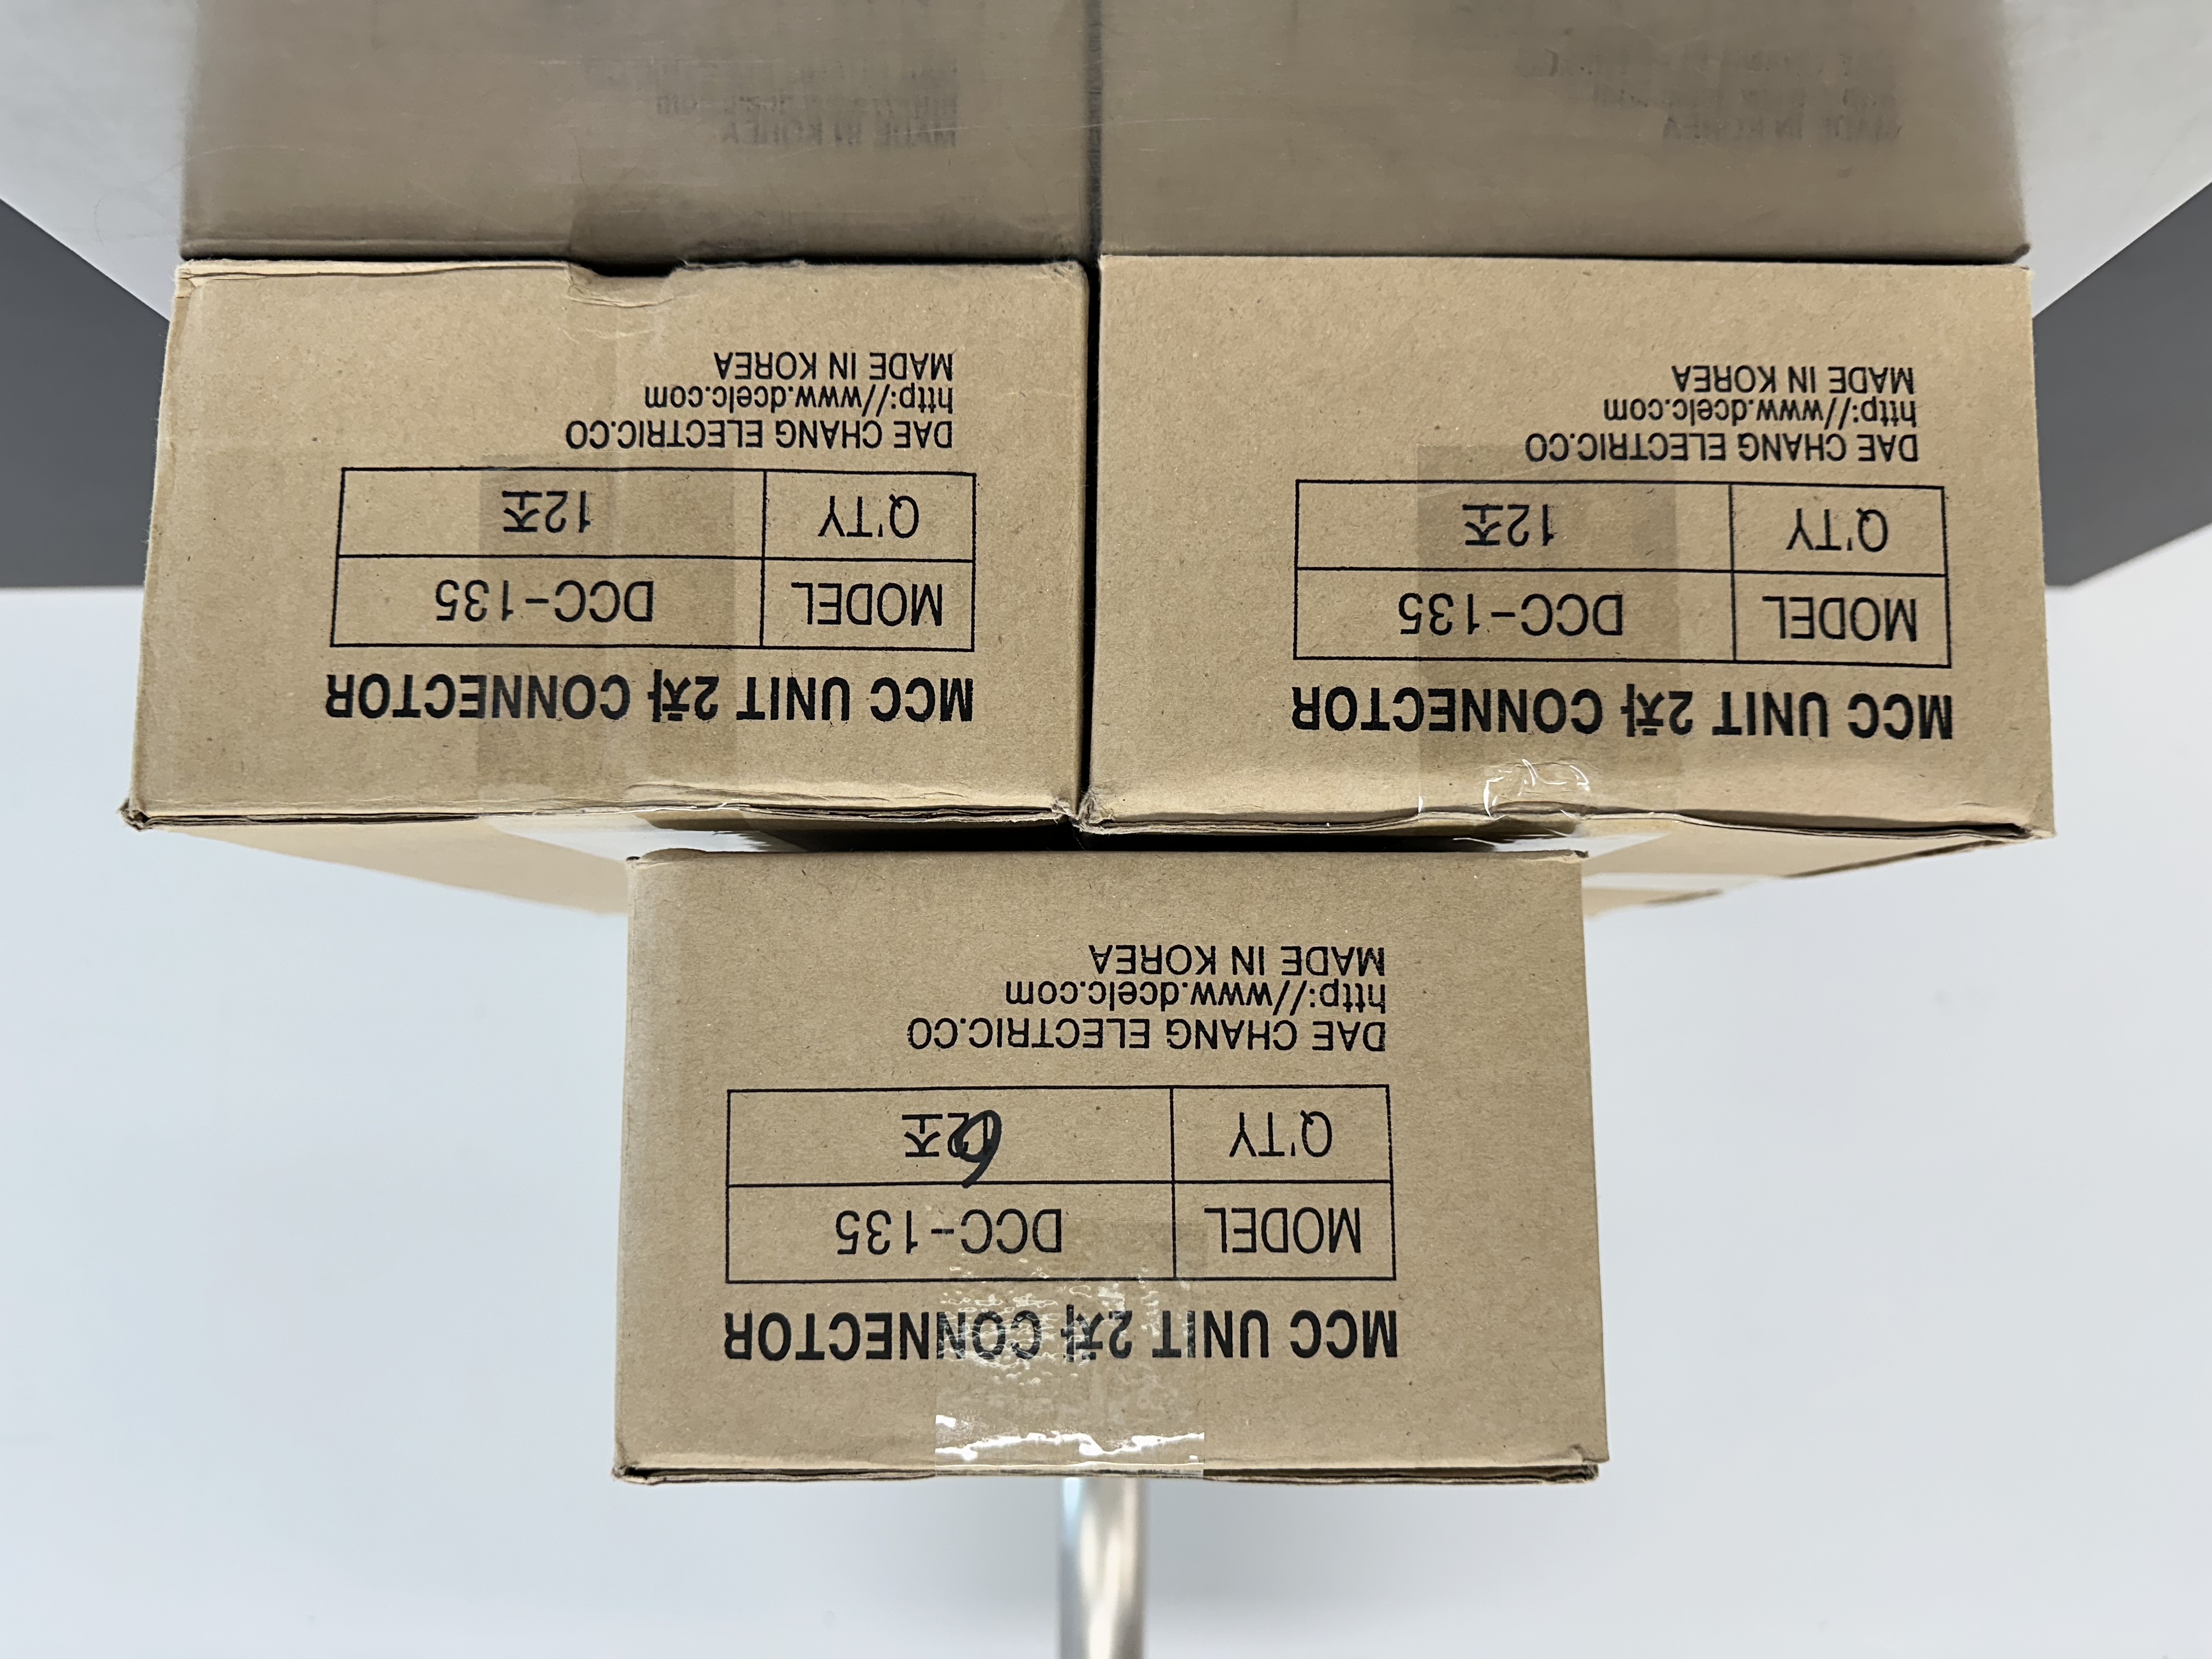 MCC UNIT 2차 CONNECTOR
MODEL DCC-135
Q'TY 6조
DAE CHANG ELECTRIC.CO
http://www.dcelc.com
MADE IN KOREA
MCC UNIT 2차 CONNECTOR
MODEL DCC-135
Q'TY 12조
DAE CHANG ELECTRIC.CO
http://www.dcelc.com
MADE IN KOREA
MCC UNIT 2차 CONNECTOR
MODEL DCC-135
Q'TY 12조
DAE CHANG ELECTRIC.CO
http://www.dcelc.com
MADE IN KOREA